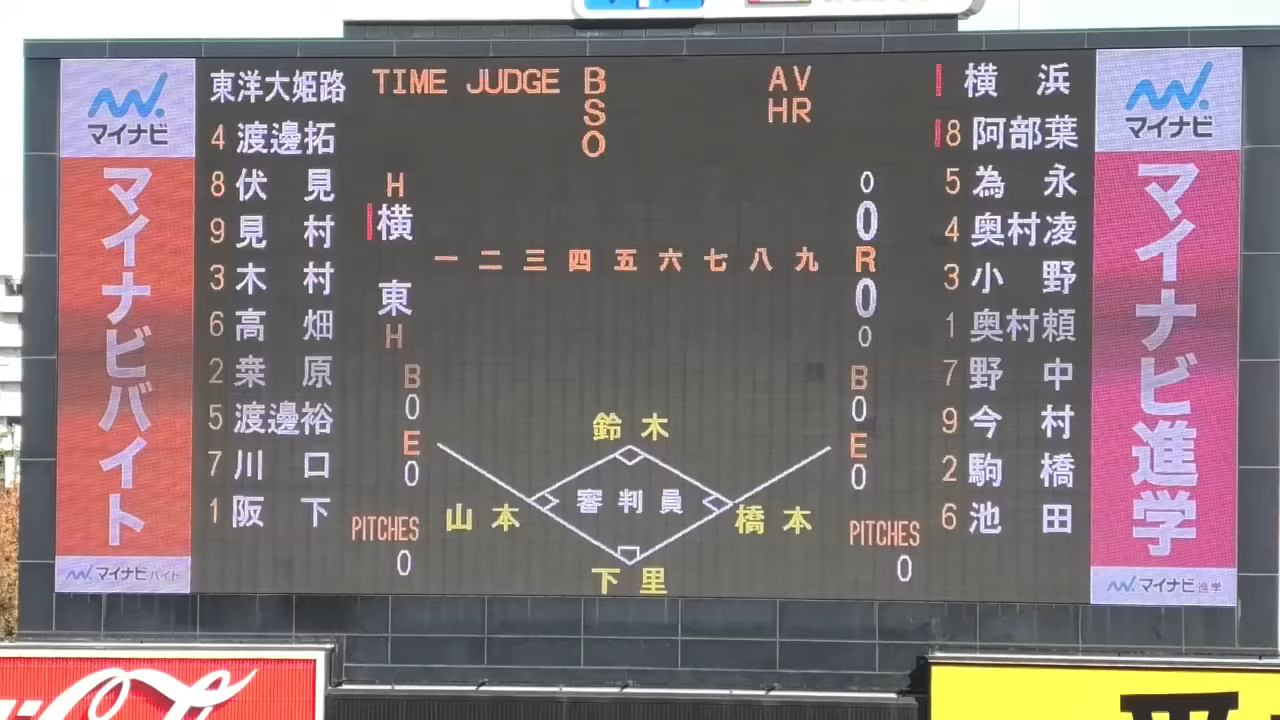 マイナビ
マイナビバイト
マイナビバイト
東洋大姫路
4 渡邊拓
8 伏見
9 見村
3 木村
6 高畑
2 桒原
5 渡邊裕
7 川口
1 阪下
TIME JUDGE
B
S
O
AV
HR
H
横
一 二 三 四 五 六 七 八 九 R
東
H
0
0
0
0
B
0
E
0
PITCHES
0
B
0
E
0
PITCHES
0
鈴木
山本 審判員 橋本
下里
横浜
8 阿部葉
5 為永
4 奥村凌
3 小野
1 奥村頼
7 野中
9 今村
2 駒橋
6 池田
マイナビ
マイナビ進学
マイナビ進学